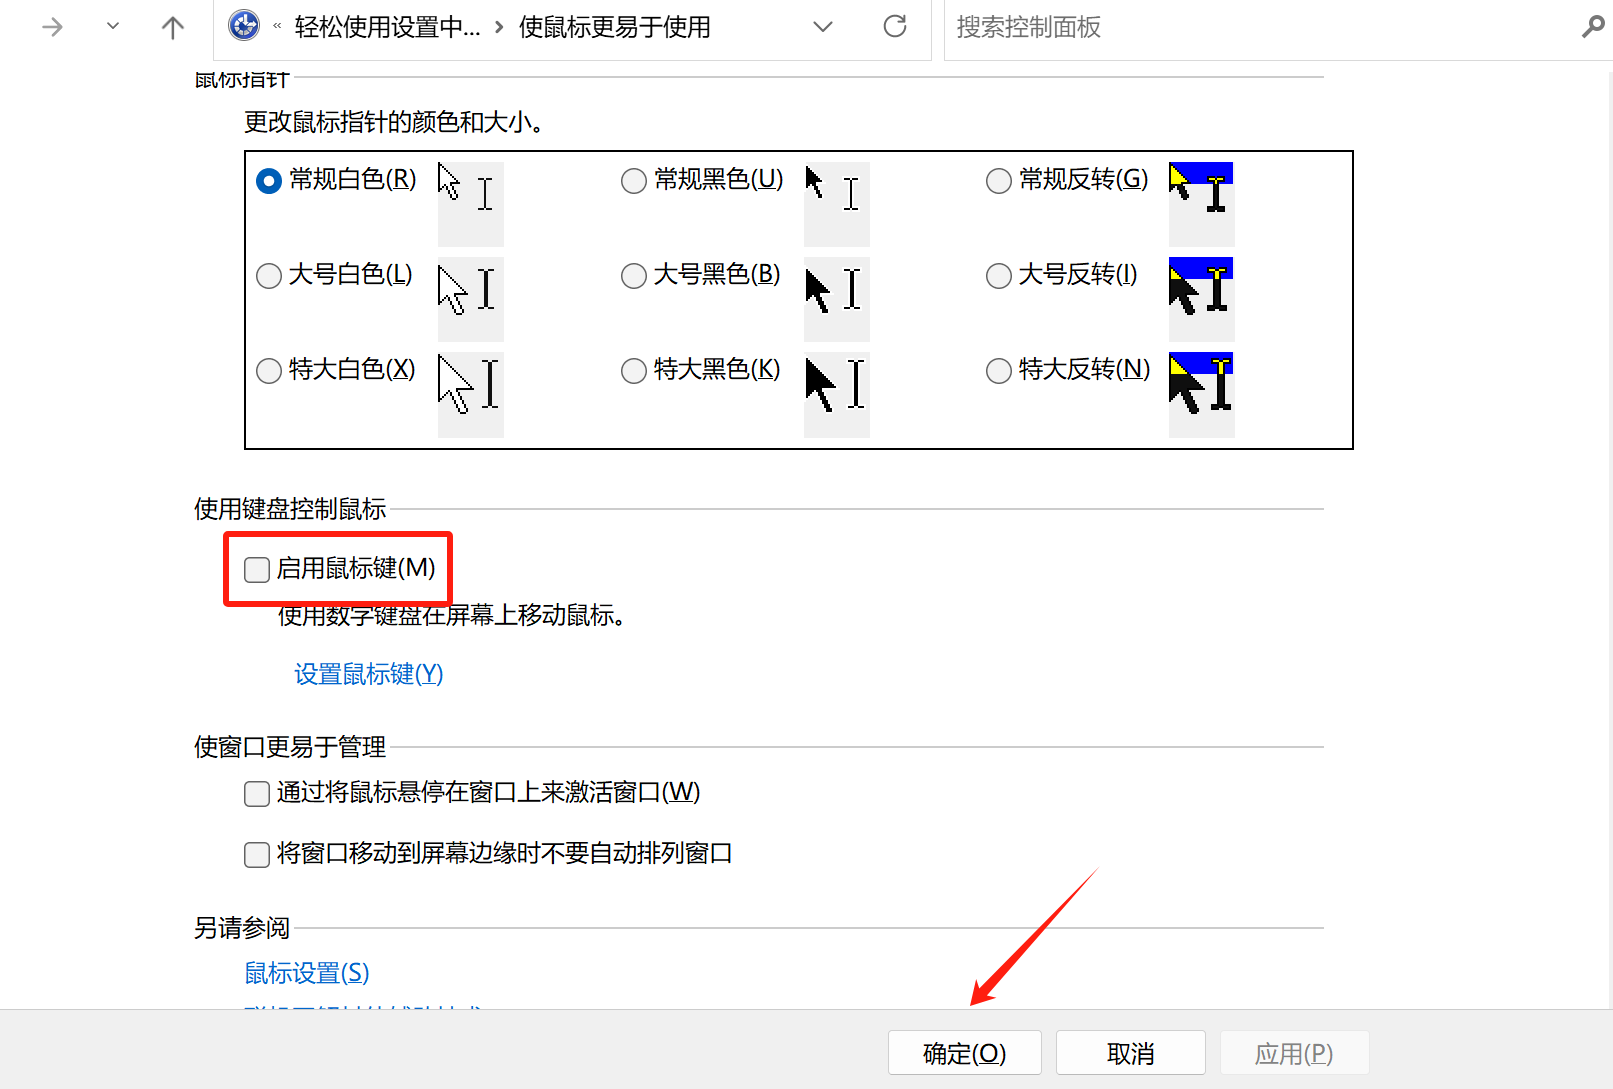 « 轻松使用设置中... › 使鼠标更易于使用
搜索控制面板
鼠标指针
更改鼠标指针的颜色和大小。
常规白色(R) 常规黑色(U) 常规反转(G)
大号白色(L) 大号黑色(B) 大号反转(I)
特大白色(X) 特大黑色(K) 特大反转(N)
使用键盘控制鼠标
启用鼠标键(M)
使用数字键盘在屏幕上移动鼠标。
设置鼠标键(Y)
使窗口更易于管理
通过将鼠标悬停在窗口上来激活窗口(W)
将窗口移动到屏幕边缘时不要自动排列窗口
另请参阅
鼠标设置(S)
确定(O) 取消 应用(P)